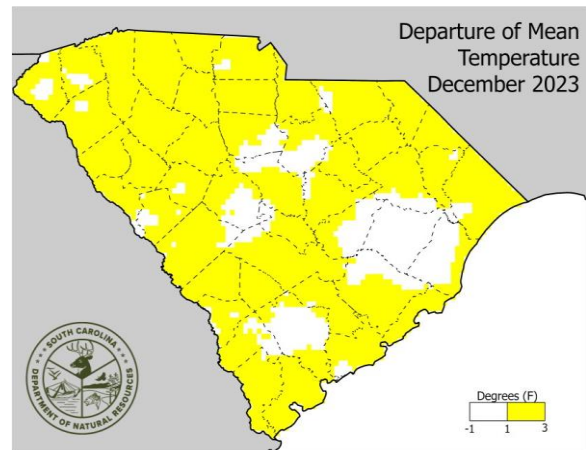 Departure of Mean
Temperature
December 2023
SOUTH CAROLINA
DEPARTMENT OF NATURAL RESOURCES
Degrees (F)
-1 1 3